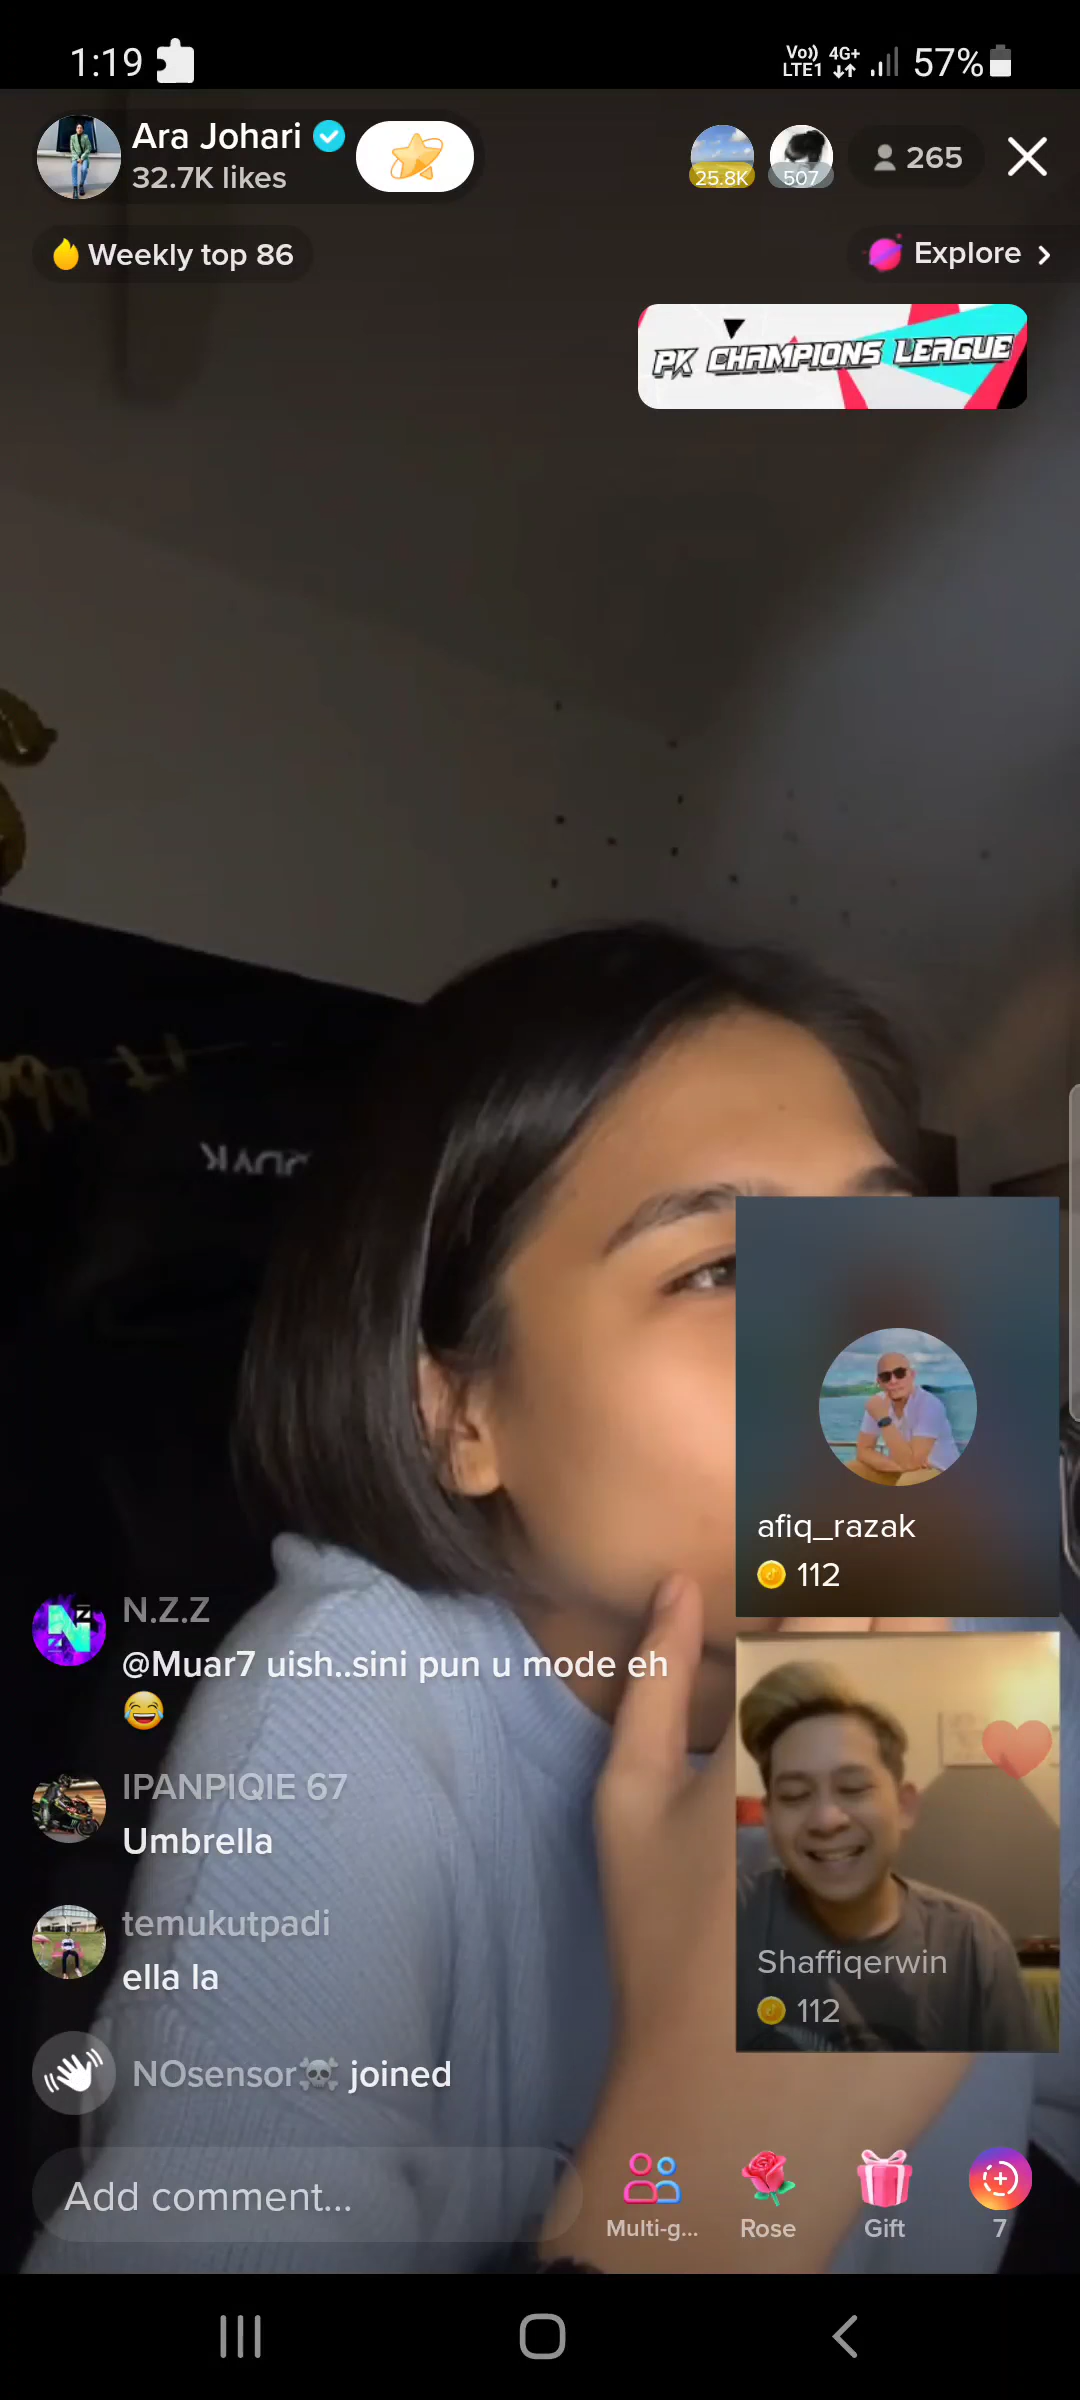 1:19
Vo)) LTE1 4G+ 57%
Ara Johari
32.7K likes
25.8K
507
265
Weekly top 86
Explore
PK CHAMPIONS LEAGUE
afiq_razak
112
N.Z.Z
@Muar7 uish..sini pun u mode eh
😂
IPANPIQIE 67
Umbrella
temukutpadi
ella la
Shaffiqerwin
112
NOsensor☠️ joined
Add comment...
Multi-g...
Rose
Gift
7